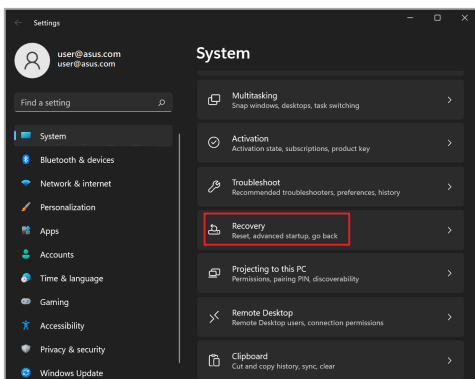 Settings
user@asus.com
user@asus.com
Find a setting
System
Bluetooth & devices
Network & internet
Personalization
Apps
Accounts
Time & language
Gaming
Accessibility
Privacy & security
Windows Update
System
Multitasking
Snap windows, desktops, task switching
Activation
Activation state, subscriptions, product key
Troubleshoot
Recommended troubleshooters, preferences, history
Recovery
Reset, advanced startup, go back
Projecting to this PC
Permissions, pairing PIN, discoverability
Remote Desktop
Remote Desktop users, connection permissions
Clipboard
Cut and copy history, sync, clear